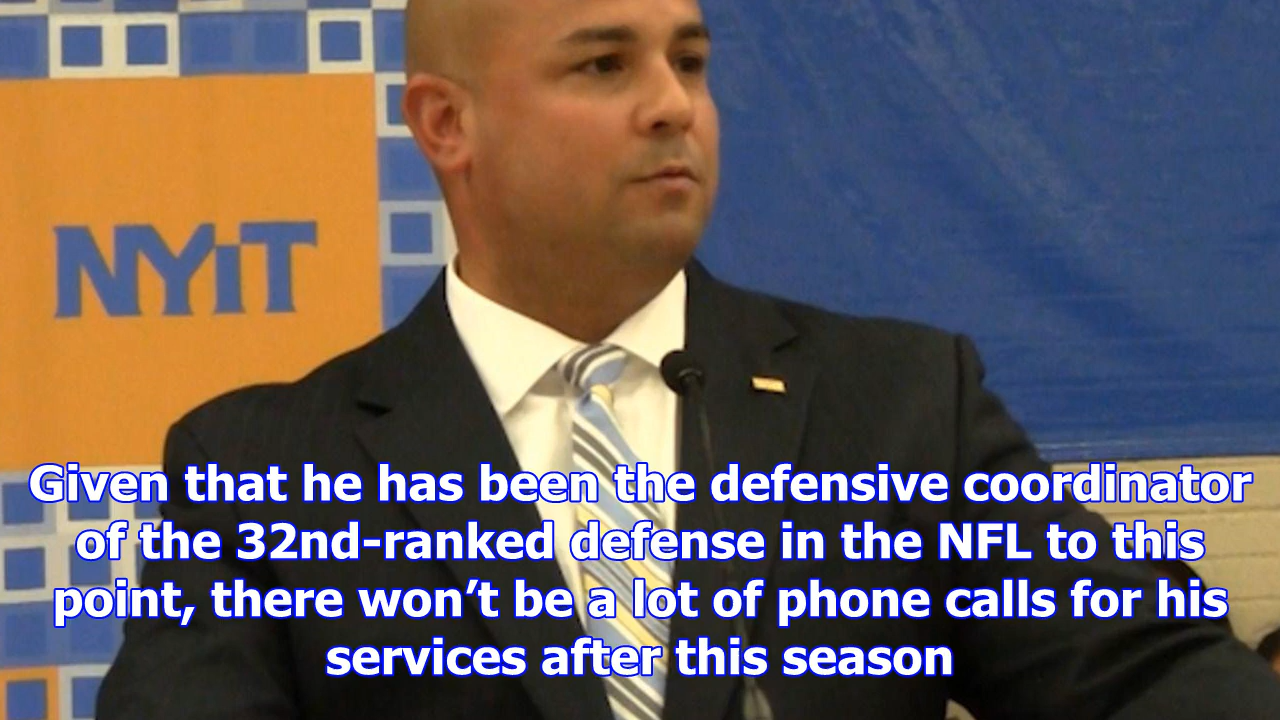 NYiT
Given that he has been the defensive coordinator
of the 32nd-ranked defense in the NFL to this
point, there won’t be a lot of phone calls for his
services after this season